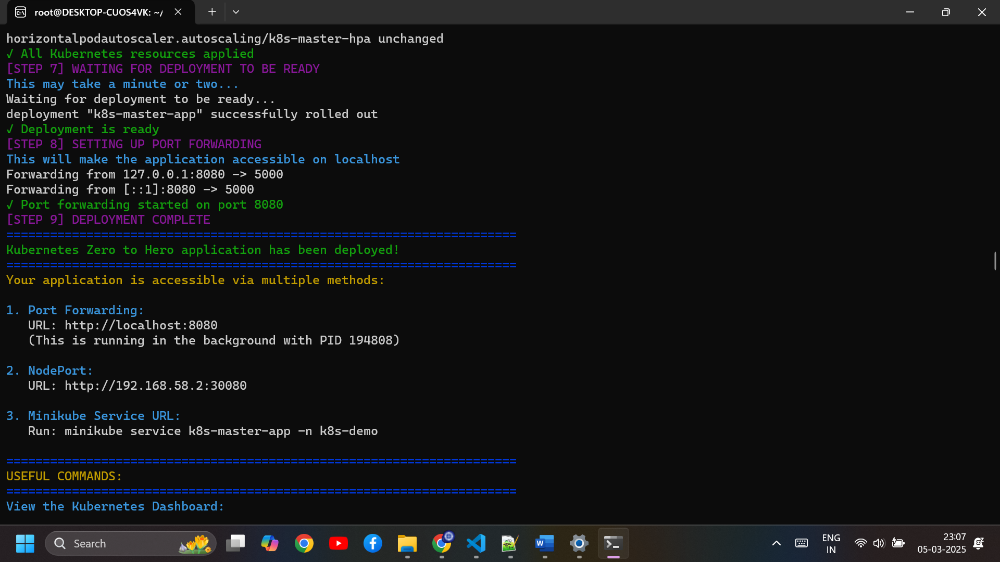 root@DESKTOP-CUOS4VK: ~/
horizontalpodautoscaler.autoscaling/k8s-master-hpa unchanged
✓ All Kubernetes resources applied
[STEP 7] WAITING FOR DEPLOYMENT TO BE READY
This may take a minute or two...
Waiting for deployment to be ready...
deployment "k8s-master-app" successfully rolled out
✓ Deployment is ready
[STEP 8] SETTING UP PORT FORWARDING
This will make the application accessible on localhost
Forwarding from 127.0.0.1:8080 -> 5000
Forwarding from [::1]:8080 -> 5000
✓ Port forwarding started on port 8080
[STEP 9] DEPLOYMENT COMPLETE
======================================================================
Kubernetes Zero to Hero application has been deployed!
======================================================================
Your application is accessible via multiple methods:
1. Port Forwarding:
URL: http://localhost:8080
(This is running in the background with PID 194808)
2. NodePort:
URL: http://192.168.58.2:30080
3. Minikube Service URL:
Run: minikube service k8s-master-app -n k8s-demo
======================================================================
USEFUL COMMANDS:
======================================================================
View the Kubernetes Dashboard:
Search
ENG
IN
23:07
05-03-2025